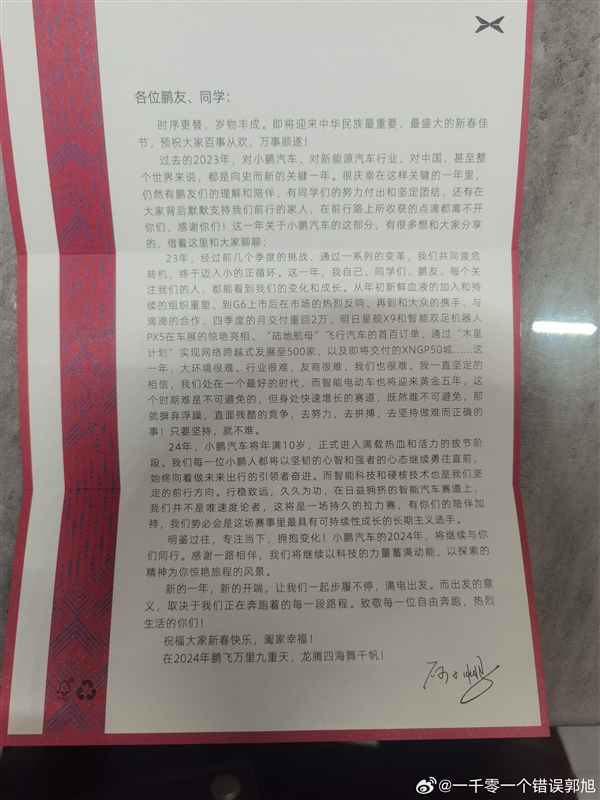 各位鹏友、同学：
时序更替，岁物丰成。即将迎来中华民族最重要、最盛大的新春佳
节，预祝大家百事从欢，万事顺遂！
过去的2023年，对小鹏汽车、对新能源汽车行业、对中国、甚至整
个世界来说，都是向史而新的关键一年。很庆幸在这样关键的一年里，
仍然有鹏友们的理解和陪伴、有同学们的努力付出和坚定团结、还有在
大家背后默默支持我们前行的家人，在前行路上所收获的点滴都离不开
你们，感谢你们！这一年关于小鹏汽车的这部分，有很多想和大家分享
的，借着这里和大家聊聊：
23年，经过前几个季度的挑战，通过一系列的变革，我们共同渡危
转机，终于迈入小的正循环。这一年，我自己、同学们、鹏友、每个关
注我们的人，都能看到我们的变化和成长。从年初新鲜血液的加入和持
续的组织重塑、到G6上市后在市场的热烈反响、再到和大众的携手、与
滴滴的合作、四季度的月交付重回2万、明日星舰X9和智能双足机器人
PX5在车展的惊艳亮相、“陆地航母”飞行汽车的首百订单、通过“木星
计划”实现网络跨越式发展至500家、以及即将交付的XNGP50城……这
一年，大环境很难、行业很难、友商很难、我们也很难。我一直坚定的
相信，我们处在一个最好的时代，而智能电动车也将迎来黄金五年，这
个时期难是不可避免的，但身处快速增长的赛道，既然难不可避免，那
就摒弃浮躁，直面残酷的竞争，去努力，去拼搏，去坚持做难而正确的
事！只要坚持，就不难。
24年，小鹏汽车将年满10岁，正式进入满载热血和活力的拔节阶
段。我们每一位小鹏人都将以坚韧的心智和强者的心态继续勇往直前，
始终向着做未来出行的引领者奋进。而智能科技和硬核技术也是我们坚
定的前行方向。行稳致远，久久为功，在日益拥挤的智能汽车赛道上，
我们并不是唯速度论者，这将是一场持久的拉力赛，有你们的陪伴加
持，我们势必会是这场赛事里最具有可持续性成长的长期主义选手。
明鉴过往，专注当下，拥抱变化！小鹏汽车的2024年，将继续与你
们同行。感谢一路相伴，我们将继续以科技的力量蓄满动能，以探索的
精神为你惊艳旅程的风景。
新的一年，新的开端，让我们一起步履不停，满电出发。而出发的意
义，取决于我们正在奔跑着的每一段路程。致敬每一位自由奔跑，热烈
生活的你们！
祝福大家新春快乐，阖家幸福！
在2024年鹏飞万里九重天，龙腾四海舞千帆！
@一千零一个错误郭旭